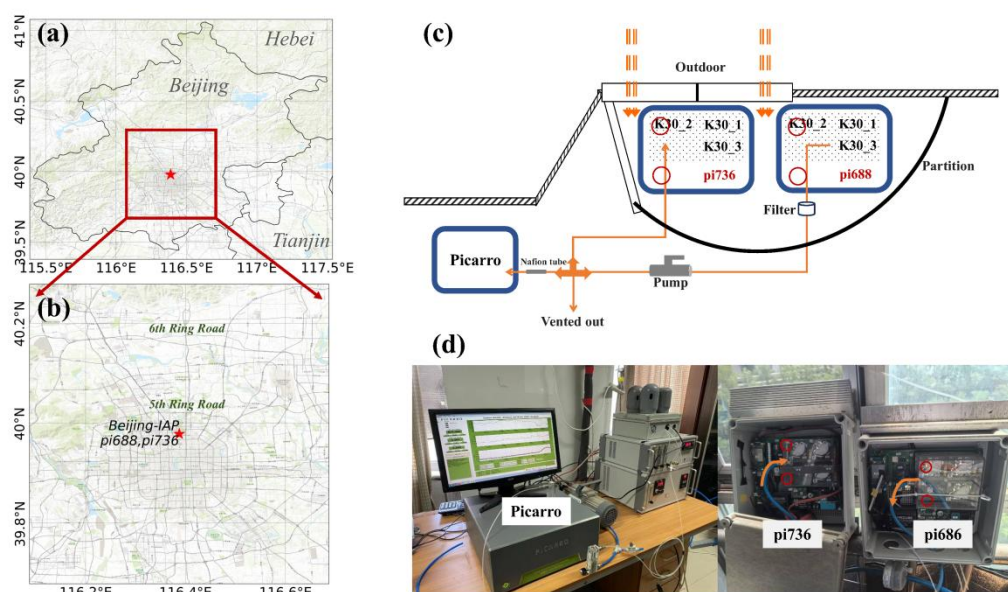 (a)
41°N
40.5°N
40°N
39.5°N
Hebei
Beijing
Tianjin
115.5°E 116°E 116.5°E 117°E 117.5°E
(b)
40.2°N
40°N
39.8°N
6th Ring Road
5th Ring Road
Beijing-IAP
pi688,pi736
116.2°E 116.4°E 116.6°E
(c)
Outdoor
K30_2 K30_1
K30_3
pi736
K30_2 K30_1
K30_3
pi688
Partition
Filter
Picarro
Nafion tube
Pump
Vented out
(d)
Picarro
PICARRO
pi736
pi686